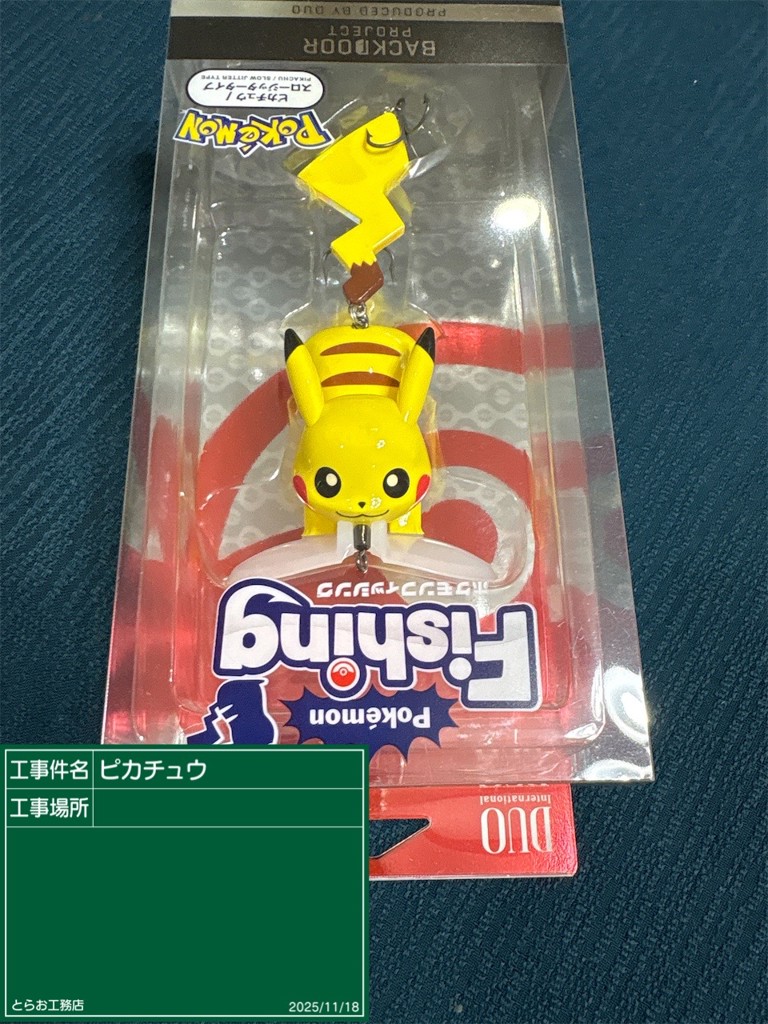 PRODUCED BY DUO
BACKDOOR
PROJECT
ピカチュウ /
スロージッタータイプ
PIKACHU / SLOW JITTER TYPE
POKéMON
ポケモンフィッシング
Fishing
Pokémon
DUO
International
工事件名 ピカチュウ
工事場所
とらお工務店 2025/11/18